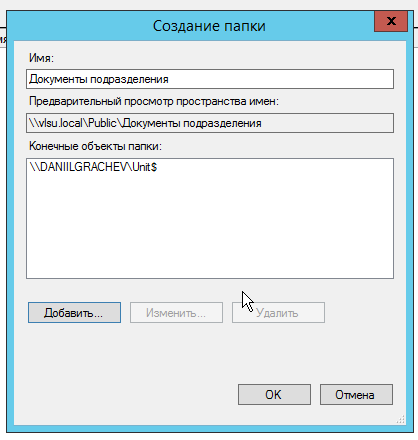 Создание папки
x
Имя:
Документы подразделения
Предварительный просмотр пространства имен:
\\vlsu.local\Public\Документы подразделения
Конечные объекты папки:
\\DANIILGRACHEV\Unit$
Добавить... Изменить... Удалить
OK Отмена